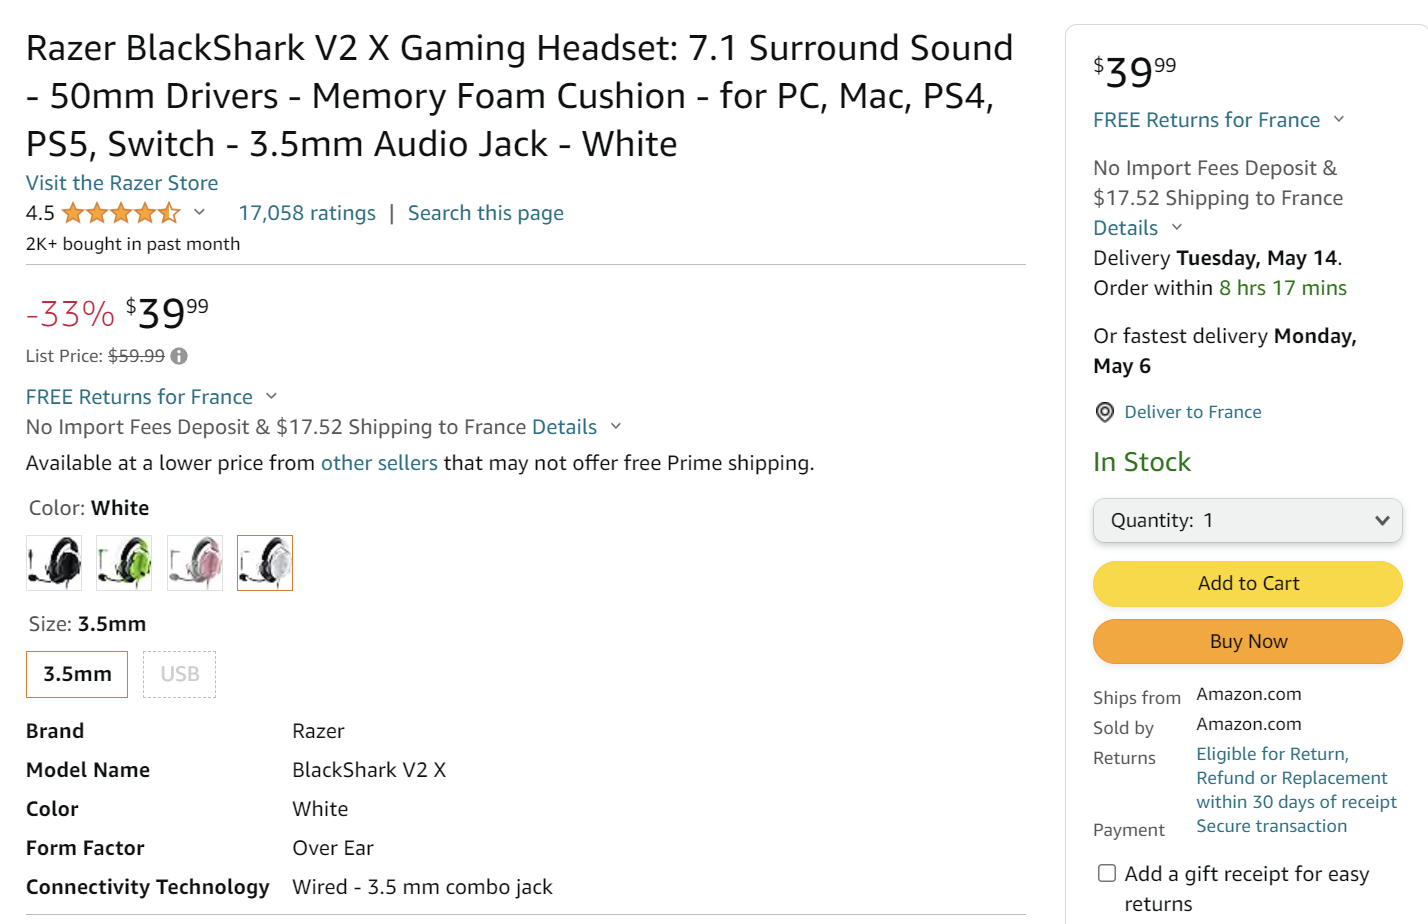 Razer BlackShark V2 X Gaming Headset: 7.1 Surround Sound
- 50mm Drivers - Memory Foam Cushion - for PC, Mac, PS4,
PS5, Switch - 3.5mm Audio Jack - White
Visit the Razer Store
4.5 17,058 ratings | Search this page
2K+ bought in past month
-33% $39.99
List Price: $59.99
FREE Returns for France
No Import Fees Deposit & $17.52 Shipping to France Details
Available at a lower price from other sellers that may not offer free Prime shipping.
Color: White
Size: 3.5mm
3.5mm USB
Brand Razer
Model Name BlackShark V2 X
Color White
Form Factor Over Ear
Connectivity Technology Wired - 3.5 mm combo jack
$39.99
FREE Returns for France
No Import Fees Deposit &
$17.52 Shipping to France
Details
Delivery Tuesday, May 14.
Order within 8 hrs 17 mins
Or fastest delivery Monday,
May 6
Deliver to France
In Stock
Quantity: 1
Add to Cart
Buy Now
Ships from Amazon.com
Sold by Amazon.com
Returns Eligible for Return,
Refund or Replacement
within 30 days of receipt
Payment Secure transaction
Add a gift receipt for easy
returns